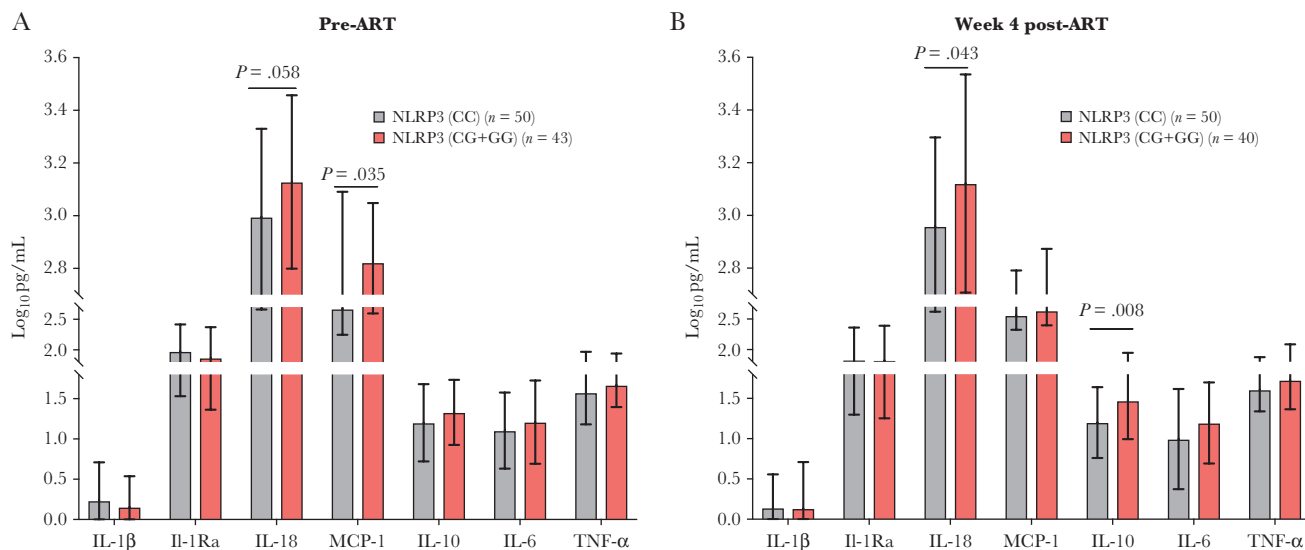 A
Pre-ART
Log10 pg/mL
3.6
3.4
3.2
3.0
2.8
2.5
2.0
1.5
1.0
0.5
0.0
P = .058
NLRP3 (CC) (n = 50)
NLRP3 (CG+GG) (n = 43)
P = .035
IL-1β Il-1Ra IL-18 MCP-1 IL-10 IL-6 TNF-α
B
Week 4 post-ART
Log10 pg/mL
3.6
3.4
3.2
3.0
2.8
2.5
2.0
1.5
1.0
0.5
0.0
P = .043
NLRP3 (CC) (n = 50)
NLRP3 (CG+GG) (n = 40)
P = .008
IL-1β Il-1Ra IL-18 MCP-1 IL-10 IL-6 TNF-α